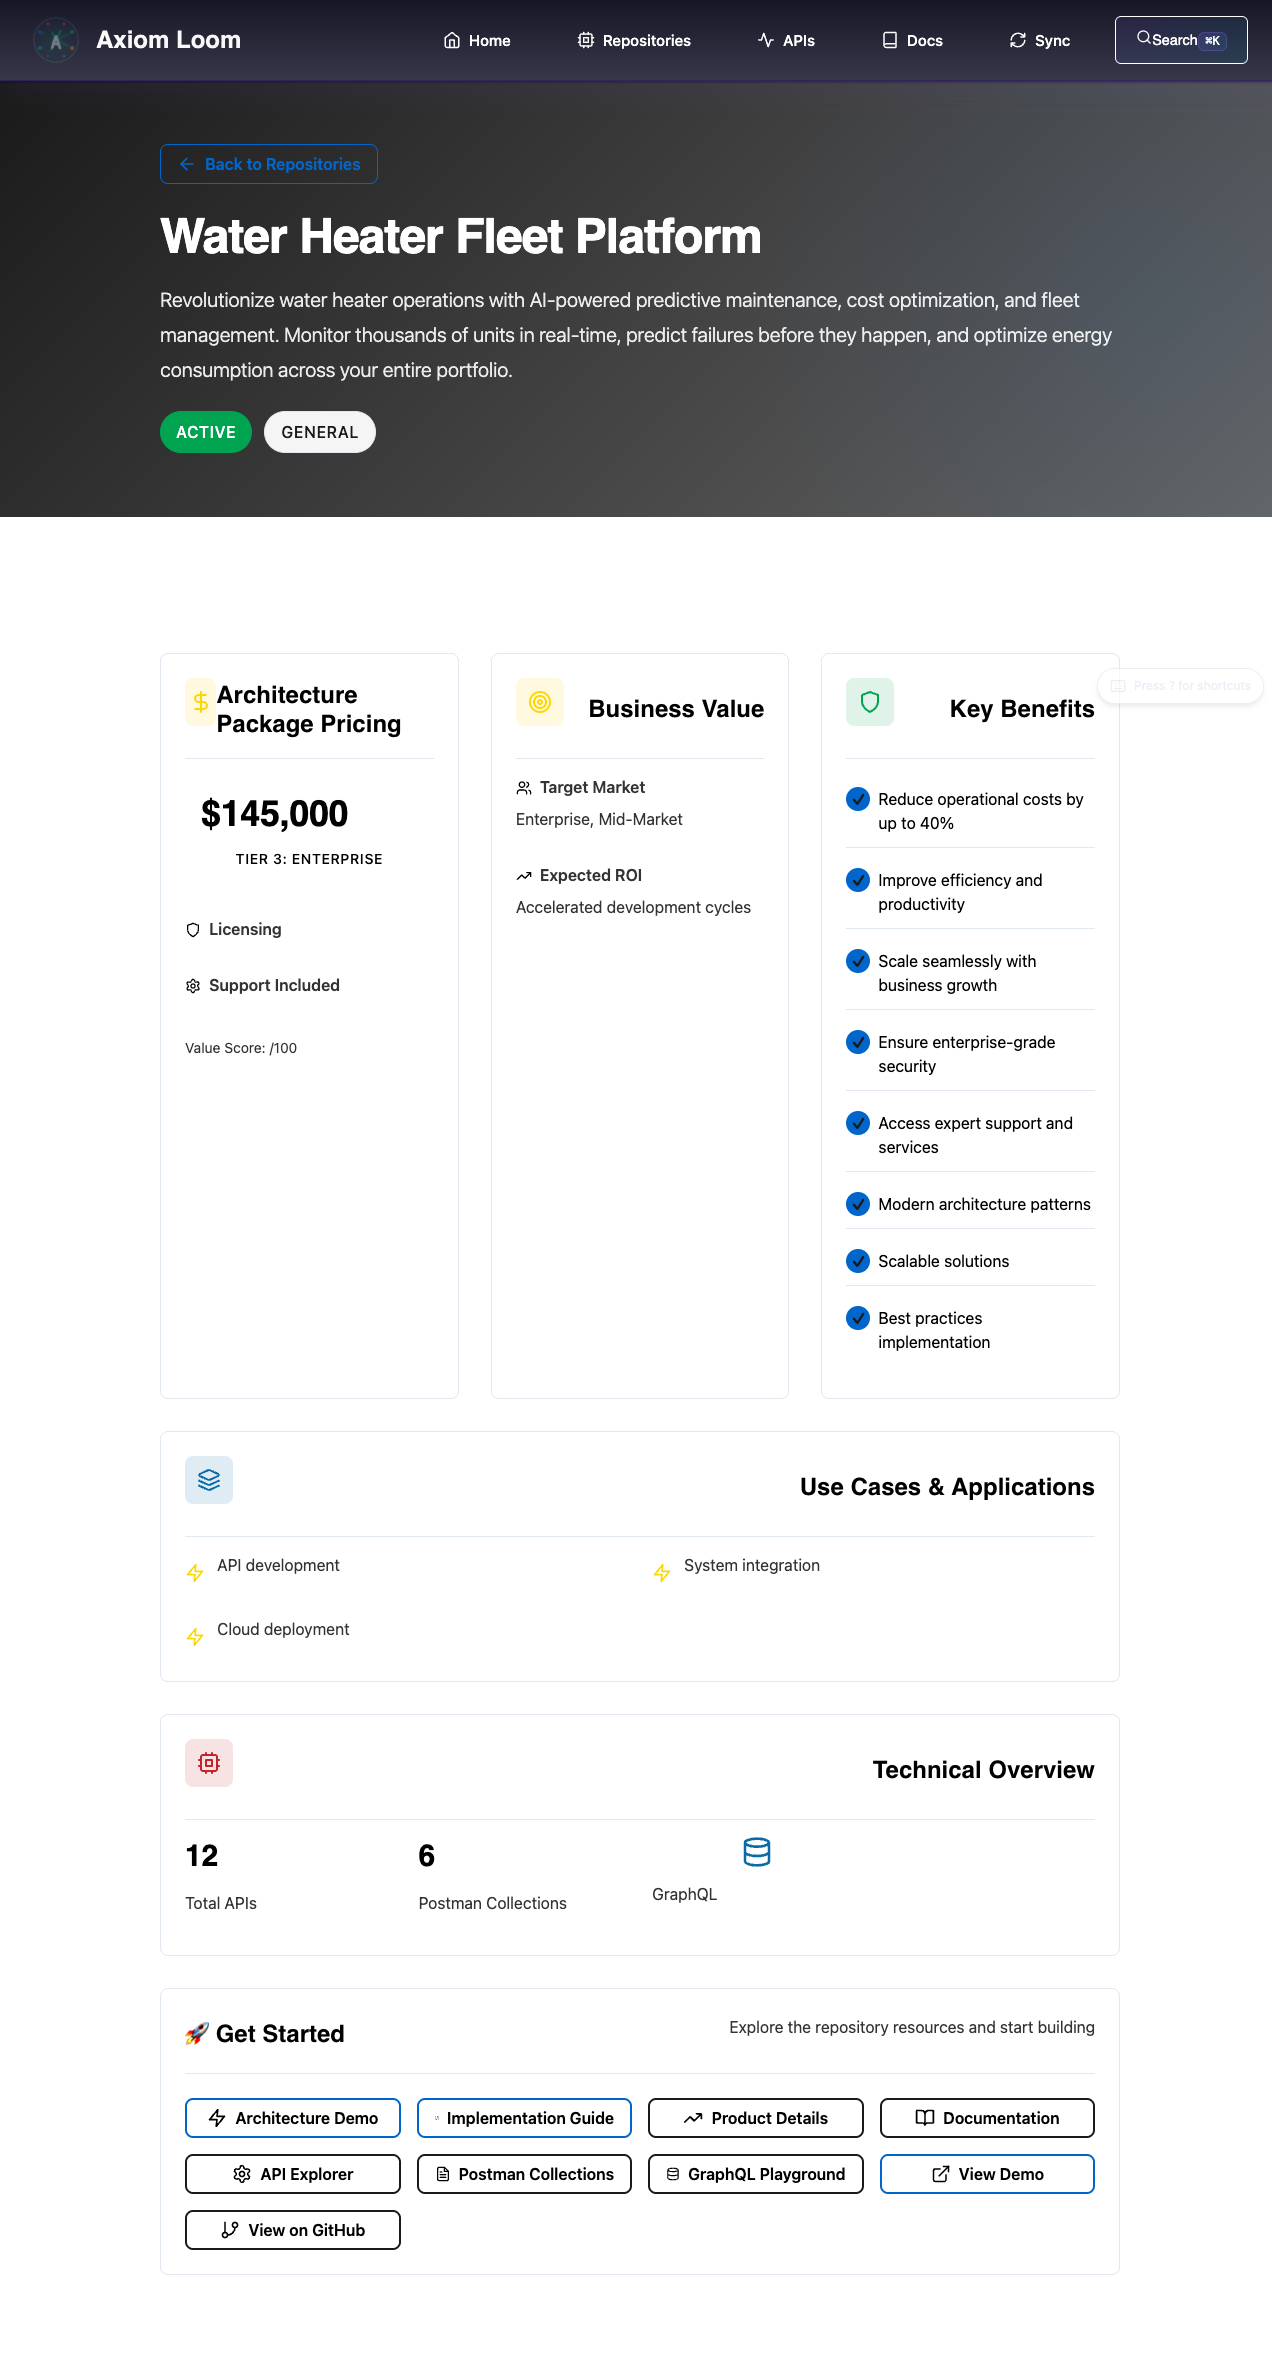 Axiom Loom
Home
Repositories
APIs
Docs
Sync
Search ⌘K
Back to Repositories
Water Heater Fleet Platform
Revolutionize water heater operations with AI-powered predictive maintenance, cost optimization, and fleet
management. Monitor thousands of units in real-time, predict failures before they happen, and optimize energy
consumption across your entire portfolio.
ACTIVE
GENERAL
Architecture
Package Pricing
$145,000
TIER 3: ENTERPRISE
Licensing
Support Included
Value Score: /100
Business Value
Target Market
Enterprise, Mid-Market
Expected ROI
Accelerated development cycles
Key Benefits
Reduce operational costs by
up to 40%
Improve efficiency and
productivity
Scale seamlessly with
business growth
Ensure enterprise-grade
security
Access expert support and
services
Modern architecture patterns
Scalable solutions
Best practices
implementation
Press ? for shortcuts
Use Cases & Applications
API development
System integration
Cloud deployment
Technical Overview
12
Total APIs
6
Postman Collections
GraphQL
🚀 Get Started
Explore the repository resources and start building
Architecture Demo
Implementation Guide
Product Details
Documentation
API Explorer
Postman Collections
GraphQL Playground
View Demo
View on GitHub